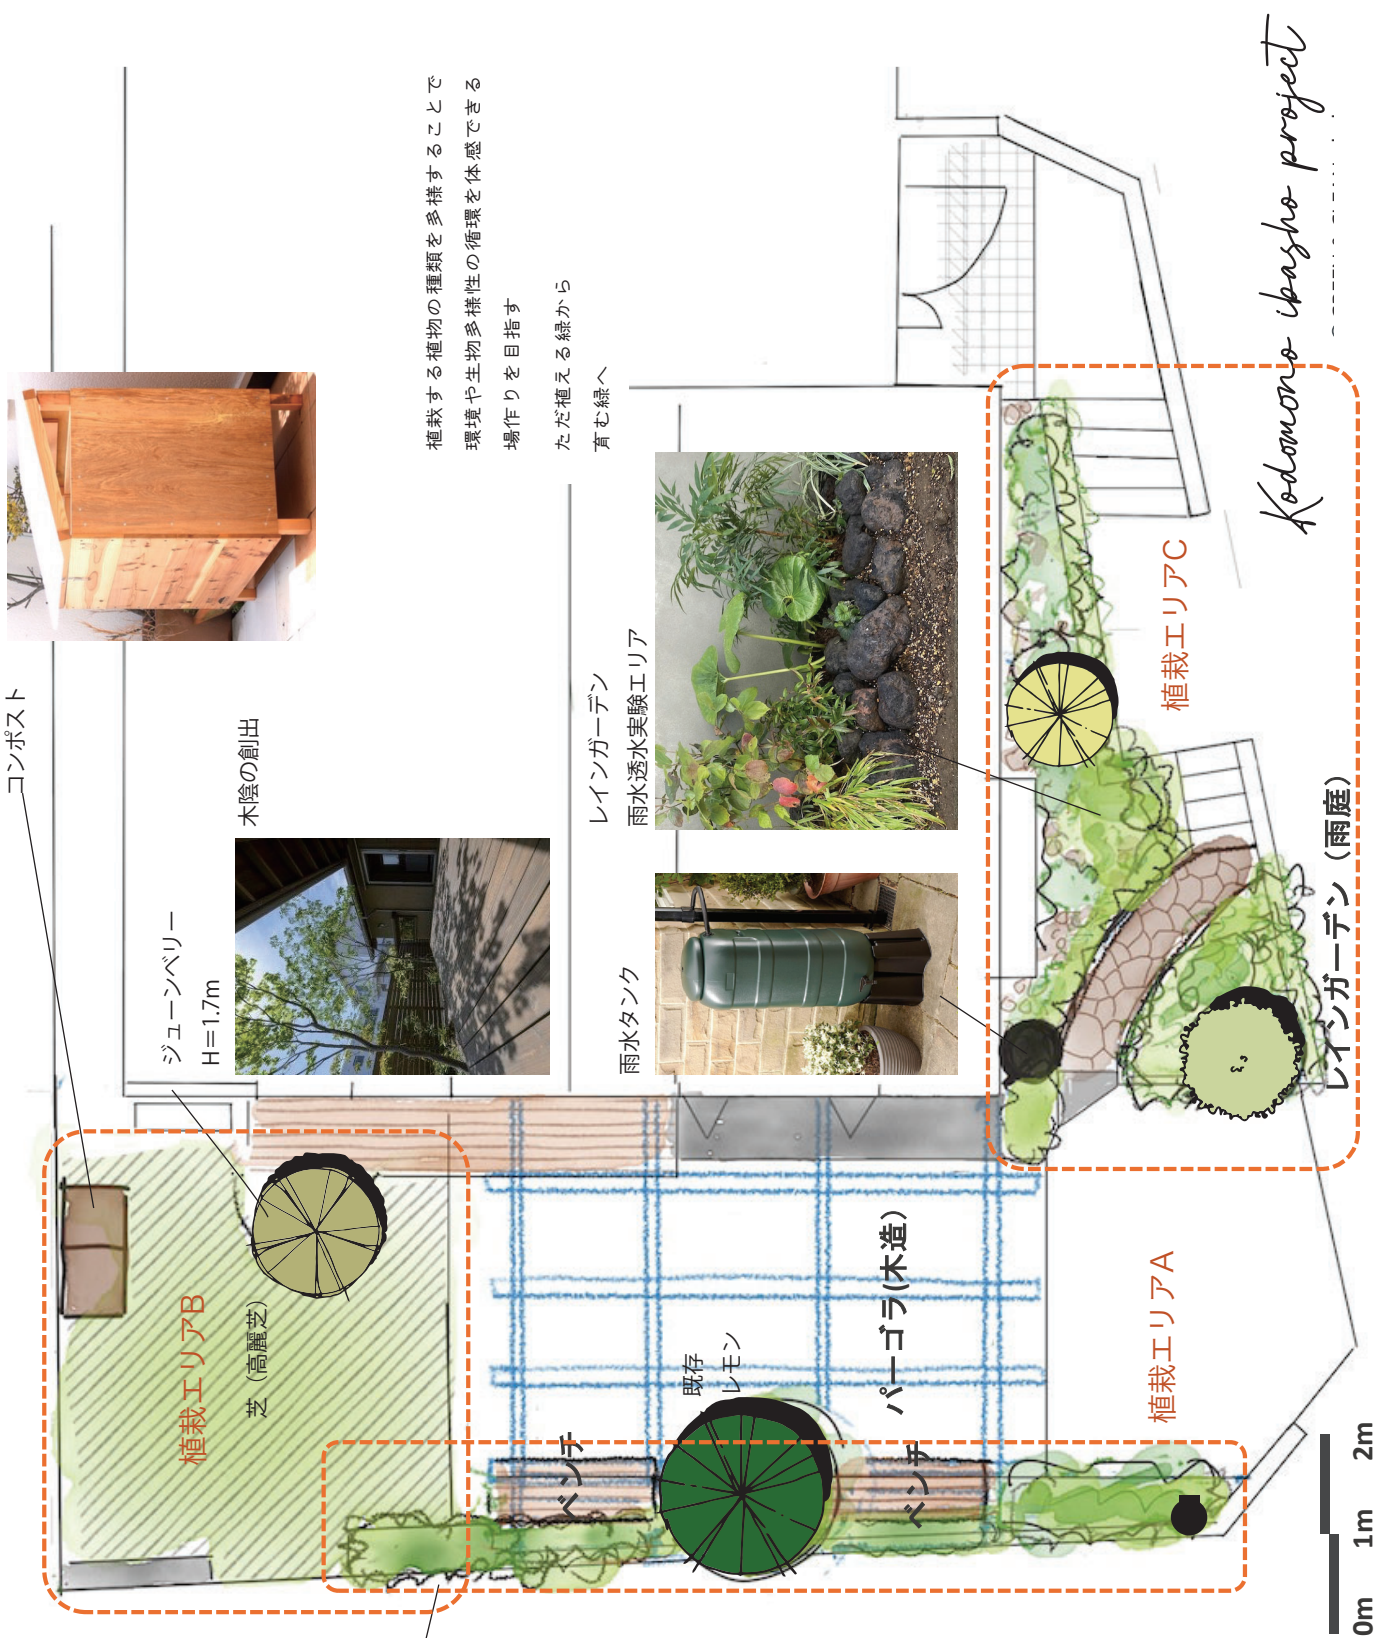 Kodomono ibasho project
植栽する植物の種類を多様することで
環境や生物多様性の循環を体感できる
場作りを目指す
ただ植える緑から
育む緑へ
コンポスト
ジューンベリー
H=1.7m
木陰の創出
レインガーデン
雨水透水実験エリア
雨水タンク
植栽エリアB
芝（高麗芝）
ベンチ
既存
レモン
パーゴラ(木造)
ベンチ
植栽エリアA
植栽エリアC
レインガーデン（雨庭）
0m 1m 2m